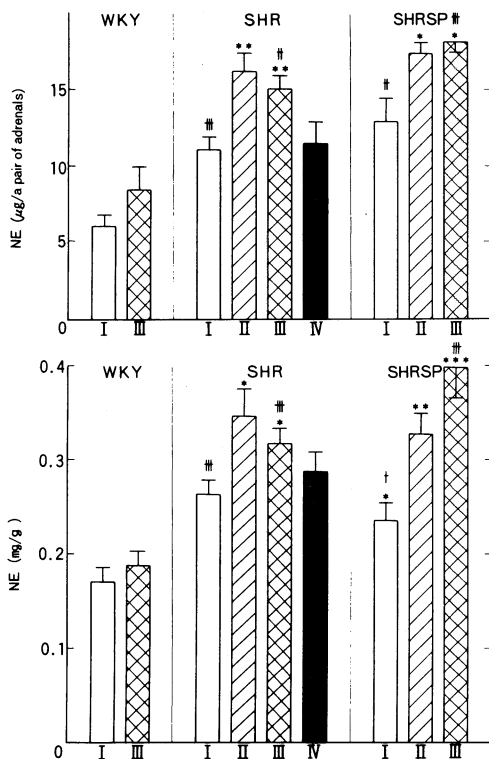 WKY SHR SHRSP
NE (μg/a pair of adrenals)
15
10
5
0
** ** * *
I III I II III IV I II III
WKY SHR SHRSP
NE (mg/g)
0.4
0.3
0.2
0.1
0
* * † * ** ***
I III I II III IV I II III